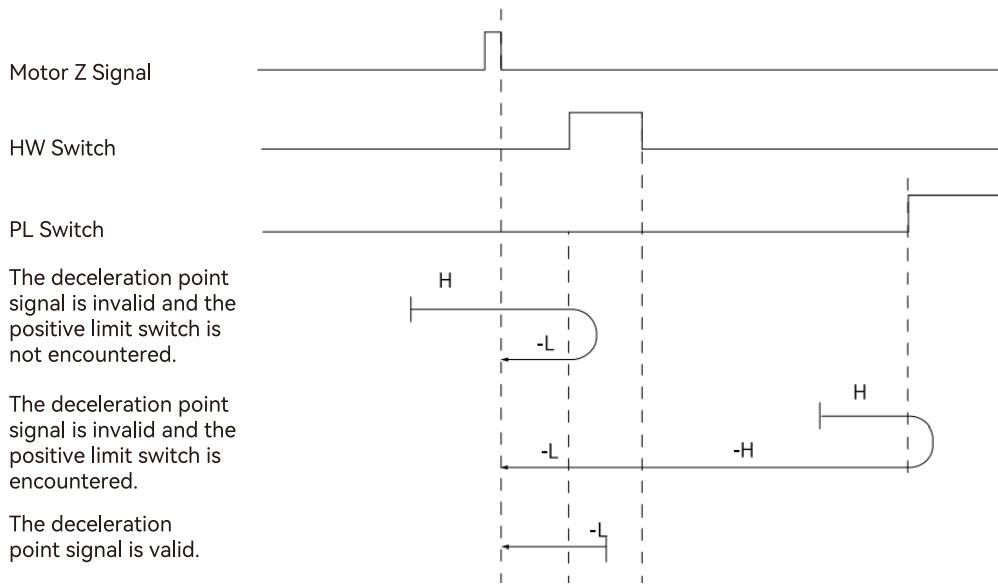 Motor Z Signal
HW Switch
PL Switch
The deceleration point
signal is invalid and the
positive limit switch is
not encountered.
H
-L
The deceleration point
signal is invalid and the
positive limit switch is
encountered.
H
-L
-H
The deceleration
point signal is valid.
-L